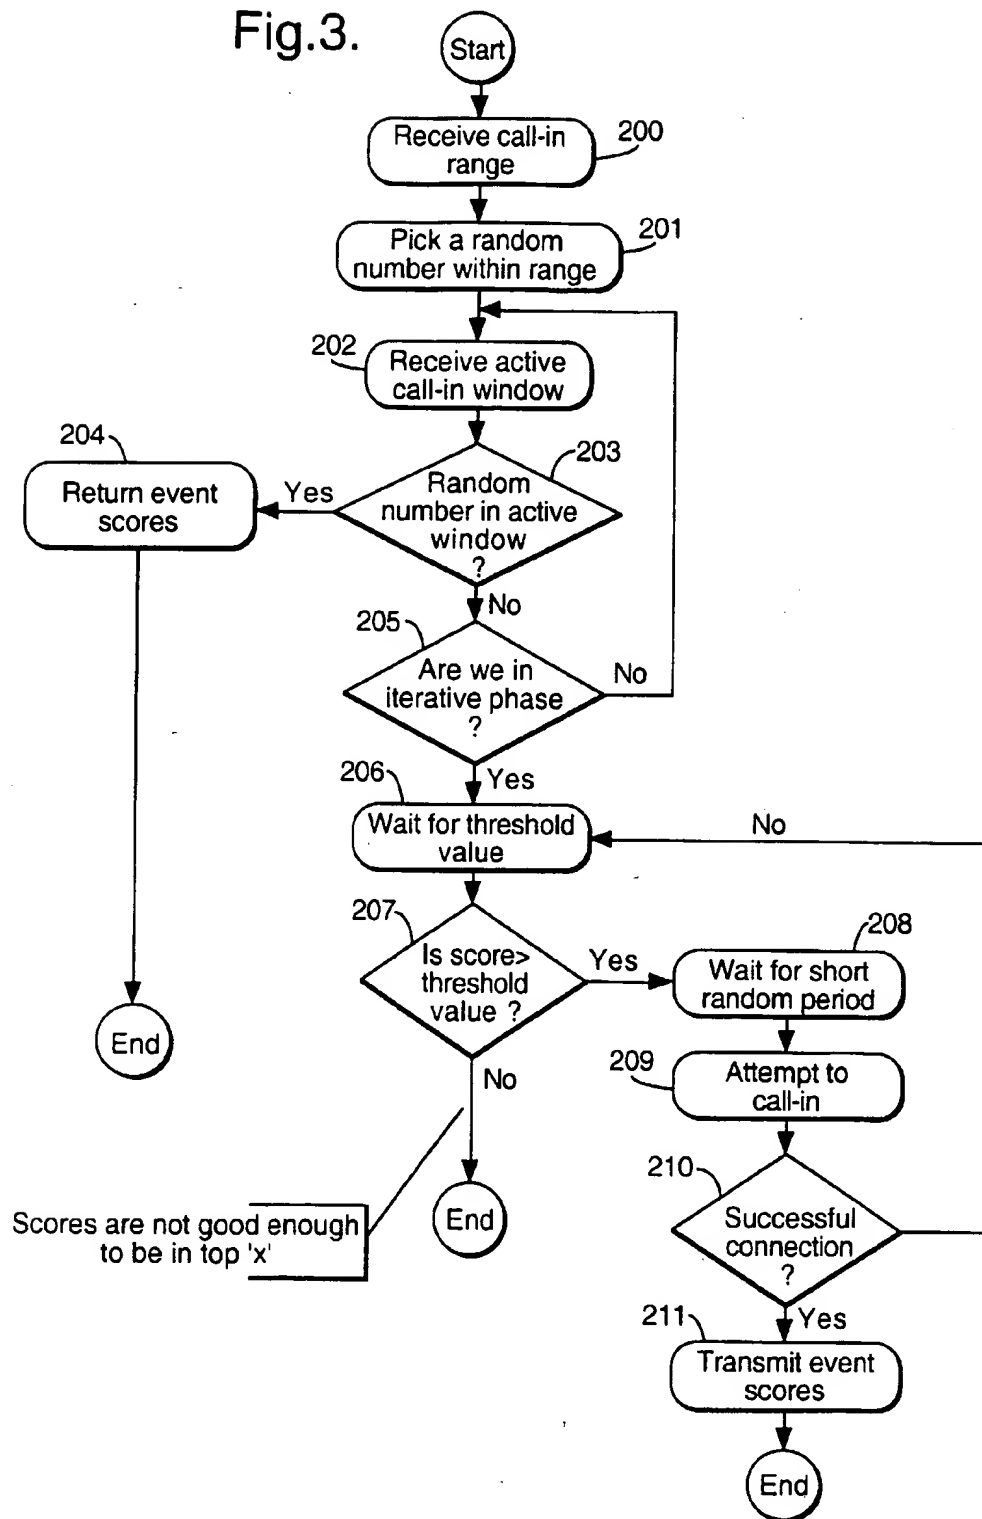 Fig.3.
Start
Receive call-in
range
200
Pick a random
number within range
201
202
Receive active
call-in window
204
Return event
scores
Yes
203
Random
number in active
window
?
No
205
Are we in
iterative phase
?
No
Yes
206
Wait for threshold
value
No
207
Is score>
threshold
value ?
Yes
208
Wait for short
random period
End
No
209
Attempt to
call-in
Scores are not good enough
to be in top 'x'
End
210
Successful
connection
?
Yes
211
Transmit event
scores
End